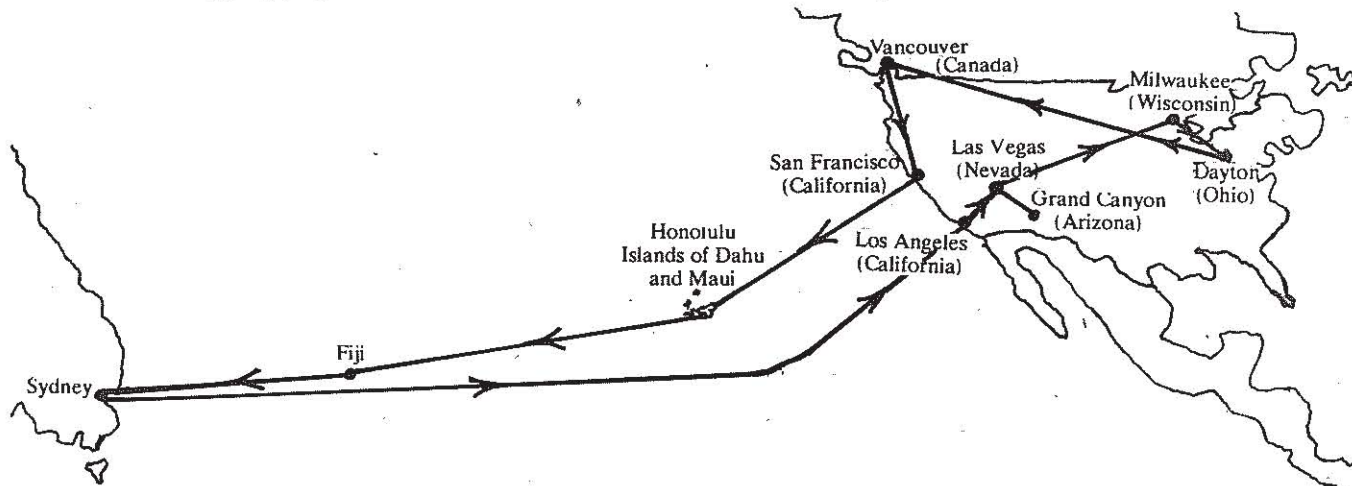 Vancouver
(Canada)
Milwaukee
(Wisconsin)
San Francisco
(California)
Las Vegas
(Nevada)
Dayton
(Ohio)
Grand Canyon
(Arizona)
Honolulu
Islands of Dahu
and Maui
Los Angeles
(California)
Fiji
Sydney